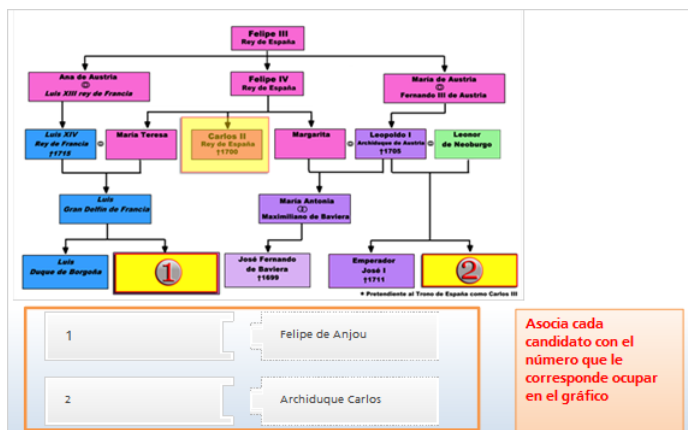 Felipe III
Rey de España
Ana de Austria
Luis XIII rey de Francia
Felipe IV
Rey de España
María de Austria
Fernando III de Austria
Luis XIV
Rey de Francia
†1715
María Teresa
Carlos II
Rey de España
†1700
Margarita
Leopoldo I
Archiduque de Austria
†1705
Leonor
de Neoburgo
Luis
Gran Delfín de Francia
María Antonia
Maximiliano de Baviera
Luis
Duque de Borgoña
1
José Fernando
de Baviera
†1699
Emperador
José I
†1711
2
* Pretendiente al Trono de España como Carlos III
1
Felipe de Anjou
2
Archiduque Carlos
Asocia cada
candidato con el
número que le
corresponde ocupar
en el gráfico